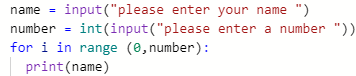 name = input("please enter your name ")
number = int(input("please enter a number "))
for i in range (0,number):
  print(name)